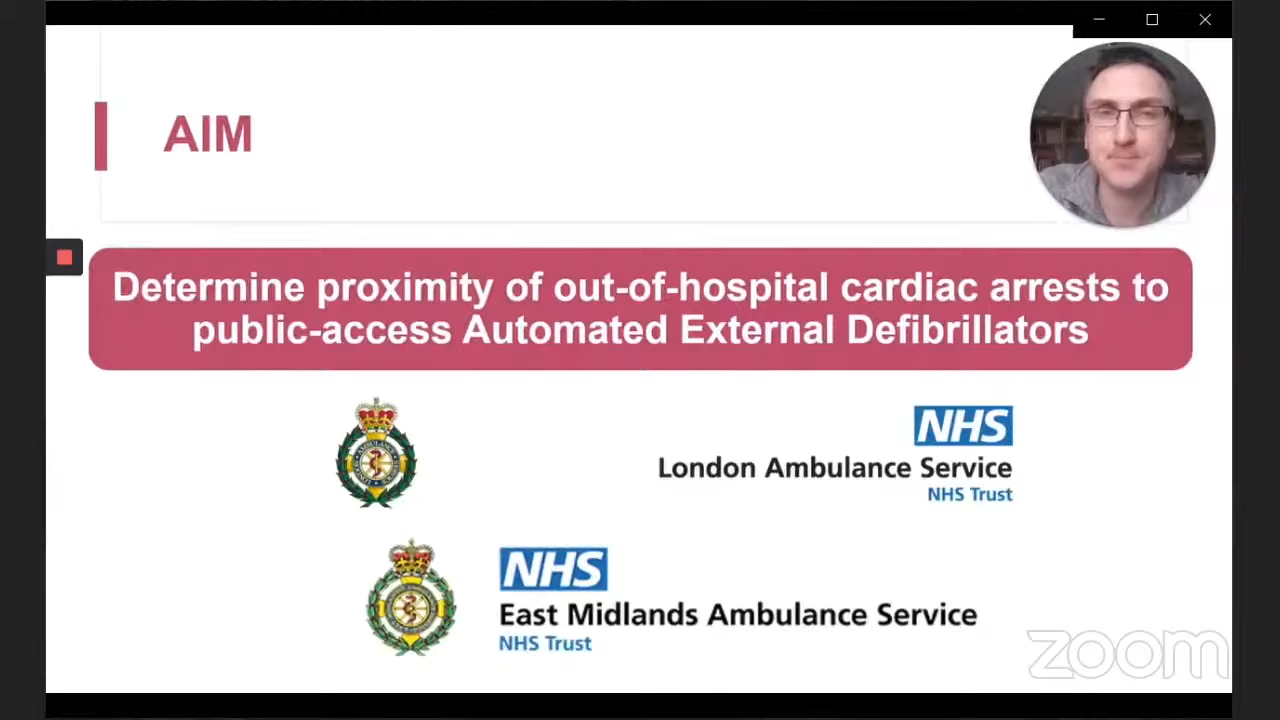 AIM
Determine proximity of out-of-hospital cardiac arrests to
public-access Automated External Defibrillators
NHS
London Ambulance Service
NHS Trust
NHS
East Midlands Ambulance Service
NHS Trust
zoom